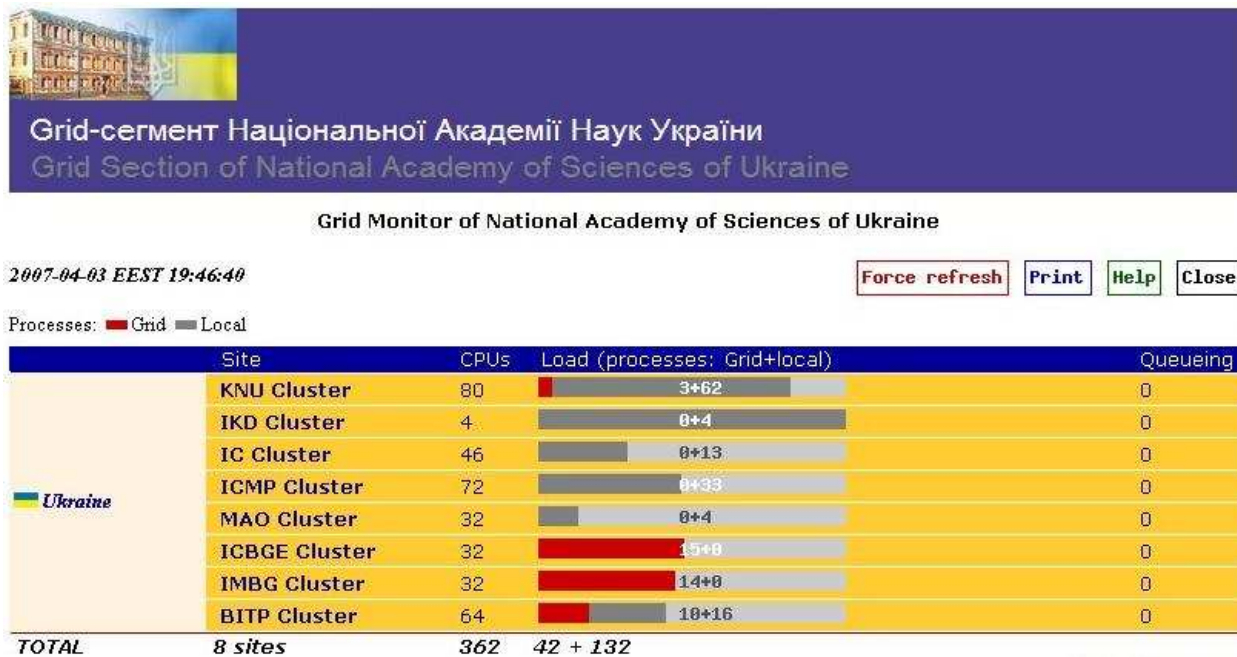 Grid-сегмент Національної Академії Наук України
Grid Section of National Academy of Sciences of Ukraine
Grid Monitor of National Academy of Sciences of Ukraine
2007-04-03 EEST 19:46:40 Force refresh Print Help Close
Processes: Grid Local
Site CPUs Load (processes: Grid+local) Queueing
KNU Cluster 80 3+62 0
IKD Cluster 4 0+4 0
IC Cluster 46 0+13 0
ICMP Cluster 72 0+33 0
Ukraine
MAO Cluster 32 0+4 0
ICBGE Cluster 32 15+0 0
IMBG Cluster 32 14+0 0
BITP Cluster 64 10+16 0
TOTAL 8 sites 362 42 + 132